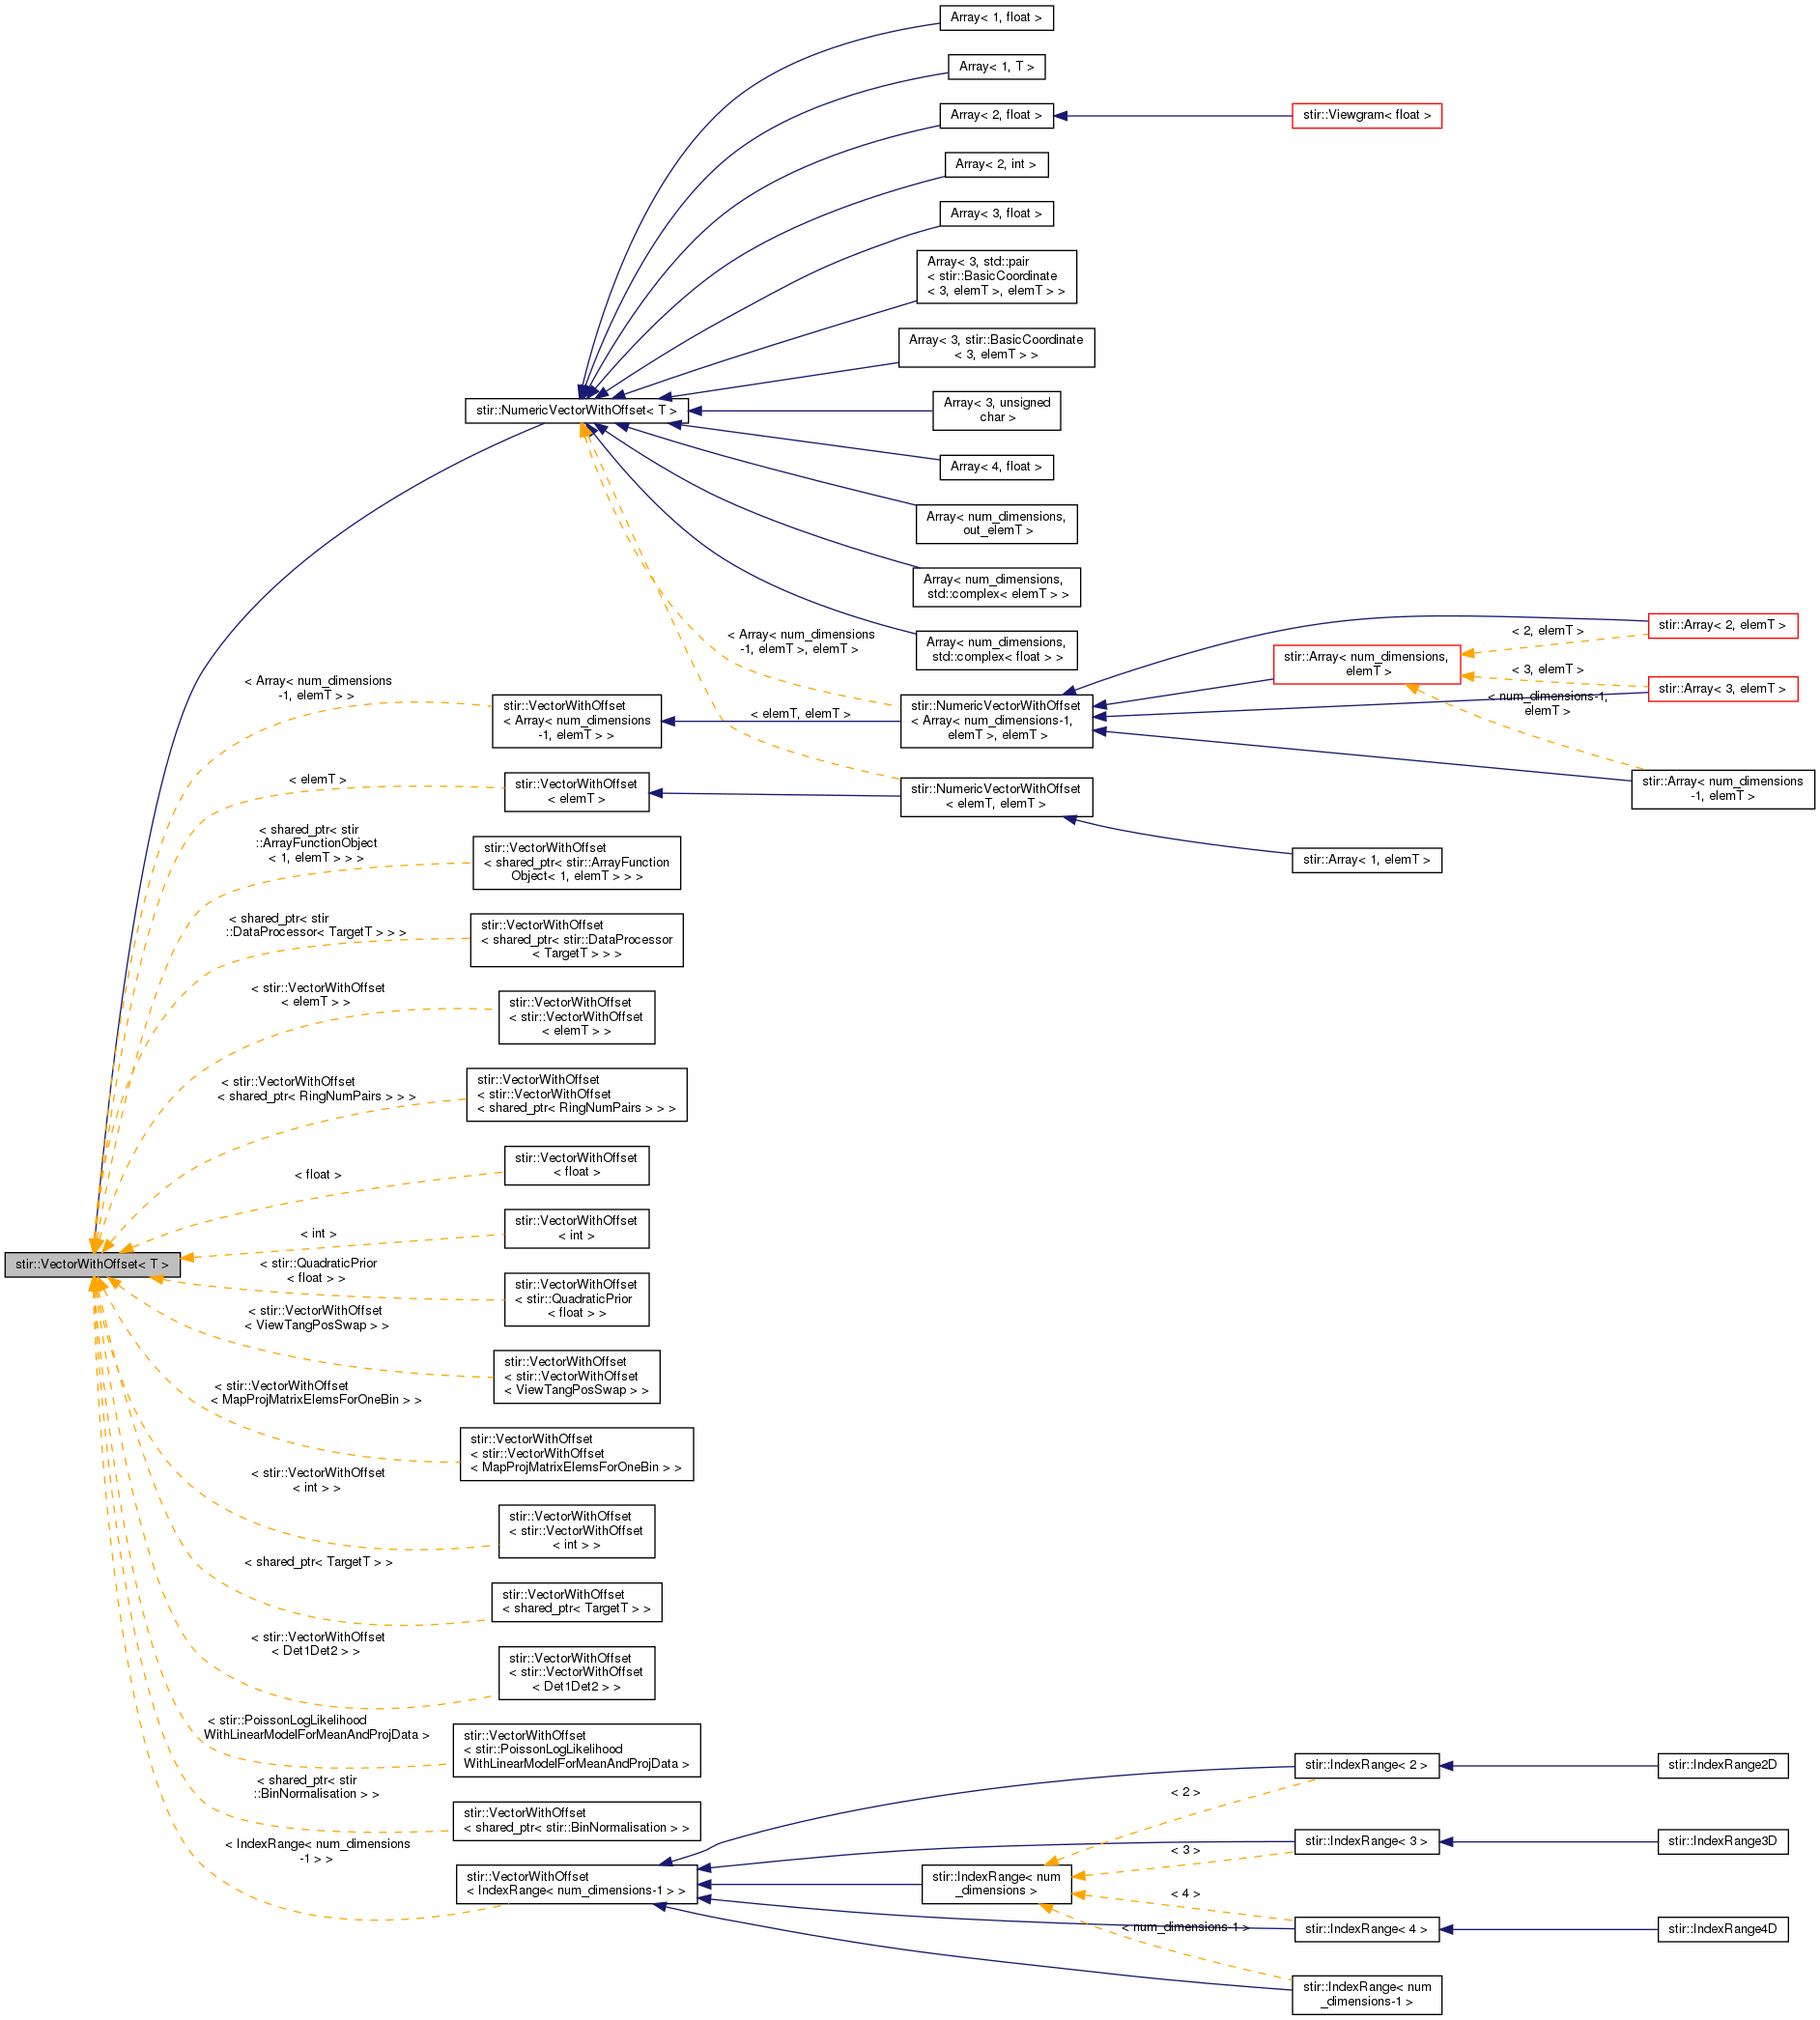 Array< 1, float >
Array< 1, T >
Array< 2, float >
stir::Viewgram< float >
Array< 2, int >
Array< 3, float >
Array< 3, std::pair
< stir::BasicCoordinate
< 3, elemT >, elemT > >
Array< 3, stir::BasicCoordinate
< 3, elemT > >
stir::NumericVectorWithOffset< T >
Array< 3, unsigned
char >
Array< 4, float >
Array< num_dimensions,
out_elemT >
Array< num_dimensions,
std::complex< elemT > >
Array< num_dimensions,
std::complex< float > >
< Array< num_dimensions
-1, elemT >, elemT >
stir::Array< 2, elemT >
< 2, elemT >
stir::Array< num_dimensions,
elemT >
< 3, elemT >
stir::Array< 3, elemT >
< num_dimensions-1,
elemT >
< Array< num_dimensions
-1, elemT > >
stir::VectorWithOffset
< Array< num_dimensions
-1, elemT > >
< elemT, elemT >
stir::NumericVectorWithOffset
< Array< num_dimensions-1,
elemT >, elemT >
stir::Array< num_dimensions
-1, elemT >
< elemT >
stir::VectorWithOffset
< elemT >
stir::NumericVectorWithOffset
< elemT, elemT >
stir::Array< 1, elemT >
< shared_ptr< stir
::ArrayFunctionObject
< 1, elemT > > >
stir::VectorWithOffset
< shared_ptr< stir::ArrayFunction
Object< 1, elemT > > >
< shared_ptr< stir
::DataProcessor< TargetT > > >
stir::VectorWithOffset
< shared_ptr< stir::DataProcessor
< TargetT > > >
< stir::VectorWithOffset
< elemT > >
stir::VectorWithOffset
< stir::VectorWithOffset
< elemT > >
< stir::VectorWithOffset
< shared_ptr< RingNumPairs > > >
stir::VectorWithOffset
< stir::VectorWithOffset
< shared_ptr< RingNumPairs > > >
< float >
stir::VectorWithOffset
< float >
< int >
stir::VectorWithOffset
< int >
stir::VectorWithOffset< T >
< stir::QuadraticPrior
< float > >
stir::VectorWithOffset
< stir::QuadraticPrior
< float > >
< stir::VectorWithOffset
< ViewTangPosSwap > >
stir::VectorWithOffset
< stir::VectorWithOffset
< ViewTangPosSwap > >
< stir::VectorWithOffset
< MapProjMatrixElemsForOneBin > >
stir::VectorWithOffset
< stir::VectorWithOffset
< MapProjMatrixElemsForOneBin > >
< stir::VectorWithOffset
< int > >
stir::VectorWithOffset
< stir::VectorWithOffset
< int > >
< shared_ptr< TargetT > >
stir::VectorWithOffset
< shared_ptr< TargetT > >
< stir::VectorWithOffset
< Det1Det2 > >
stir::VectorWithOffset
< stir::VectorWithOffset
< Det1Det2 > >
< stir::PoissonLogLikelihood
WithLinearModelForMeanAndProjData >
stir::VectorWithOffset
< stir::PoissonLogLikelihood
WithLinearModelForMeanAndProjData >
< shared_ptr< stir
::BinNormalisation > >
stir::VectorWithOffset
< shared_ptr< stir::BinNormalisation > >
< IndexRange< num_dimensions
-1 > >
stir::VectorWithOffset
< IndexRange< num_dimensions-1 > >
stir::IndexRange< 2 >
stir::IndexRange2D
< 2 >
stir::IndexRange< 3 >
stir::IndexRange3D
< 3 >
stir::IndexRange< num
_dimensions >
< 4 >
stir::IndexRange< 4 >
stir::IndexRange4D
< num_dimensions-1 >
stir::IndexRange< num
_dimensions-1 >